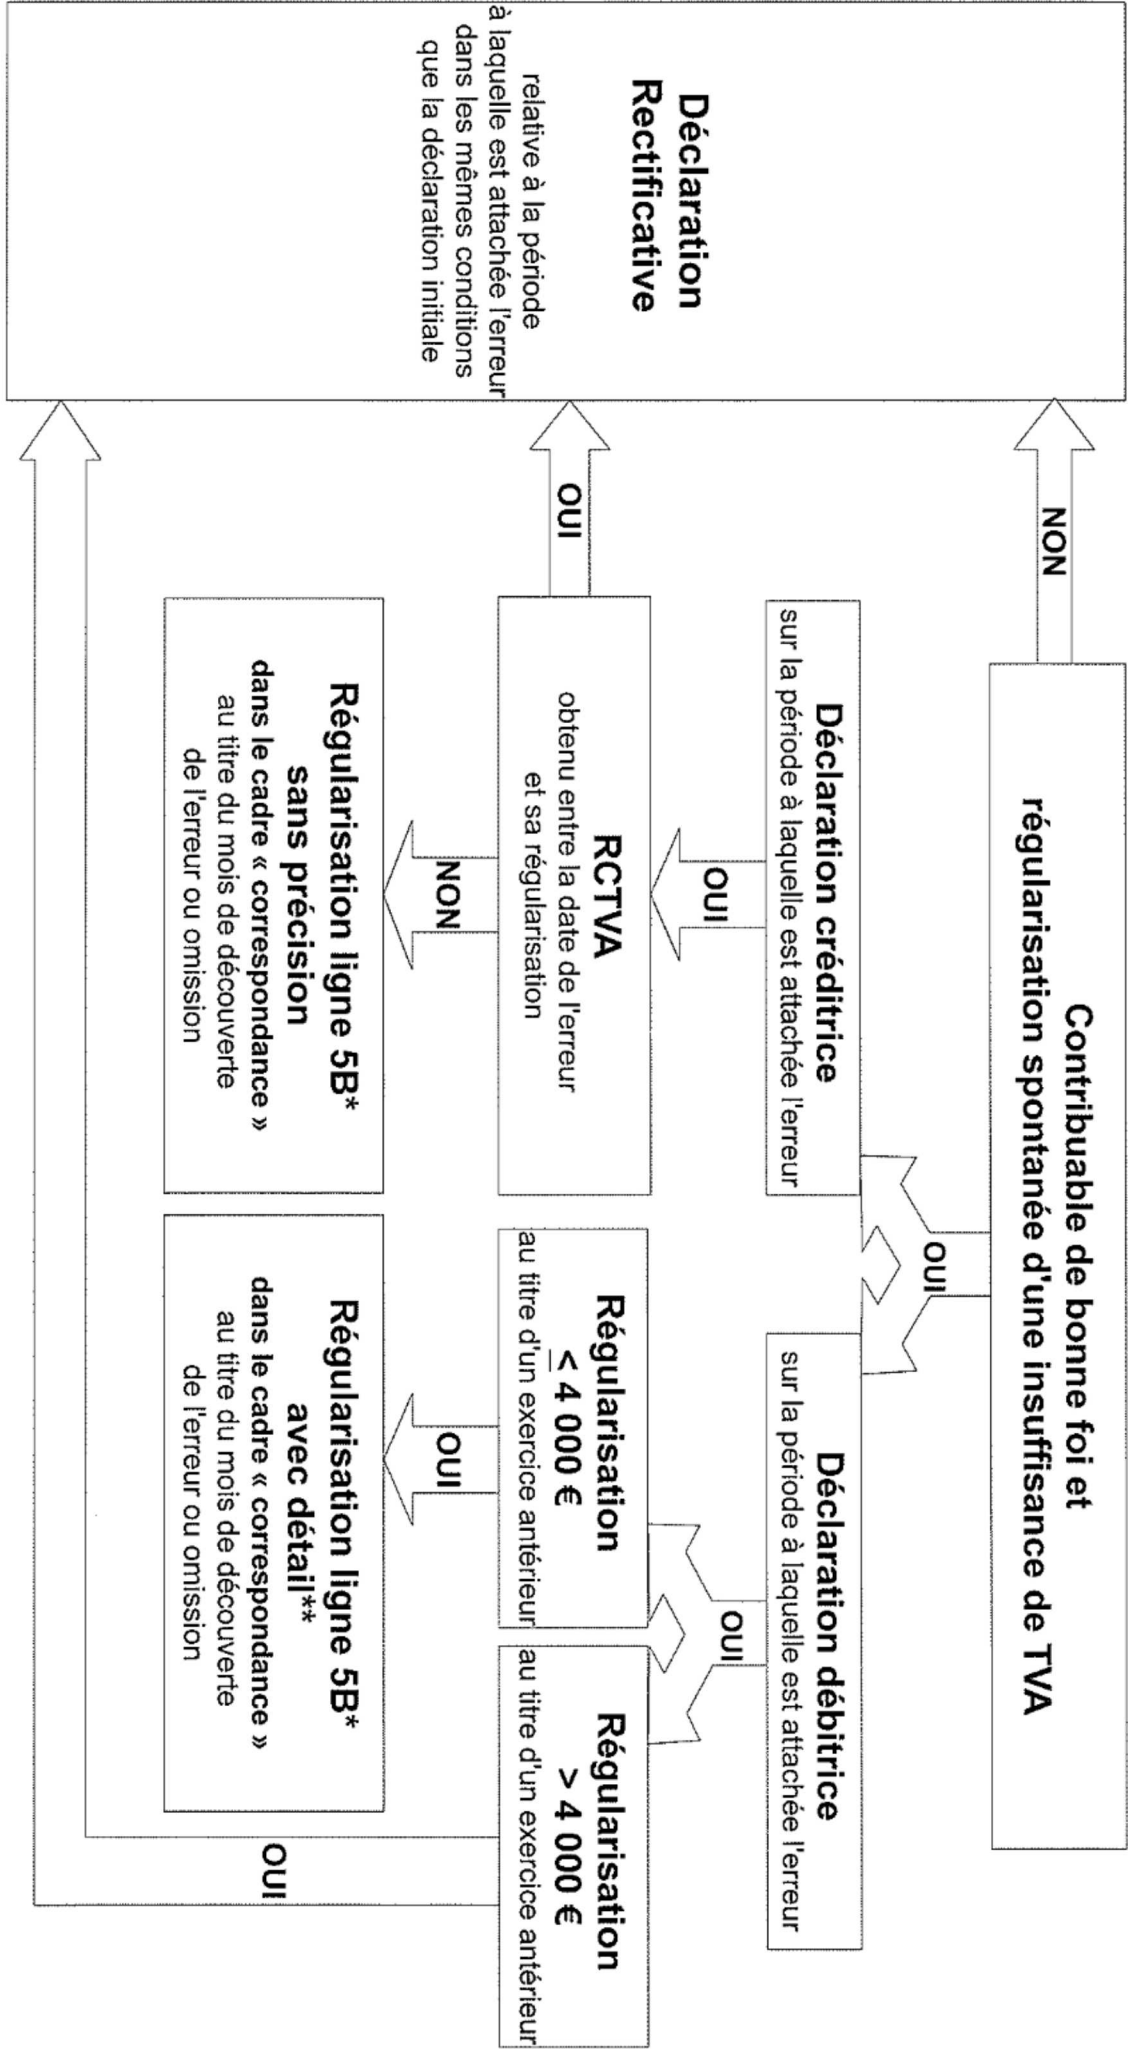 Contribuable de bonne foi et
régularisation spontanée d'une insuffisance de TVA
NON
OUI
Déclaration
Rectificative
relative à la période
à laquelle est attachée l'erreur
dans les mêmes conditions
que la déclaration initiale
Déclaration créditrice
sur la période à laquelle est attachée l'erreur
Déclaration débitrice
sur la période à laquelle est attachée l'erreur
OUI
OUI
OUI
RCTVA
obtenu entre la date de l'erreur
et sa régularisation
Régularisation
< 4 000 €
au titre d'un exercice antérieur
Régularisation
> 4 000 €
au titre d'un exercice antérieur
NON
OUI
OUI
Régularisation ligne 5B*
sans précision
dans le cadre « correspondance »
au titre du mois de découverte
de l'erreur ou omission
Régularisation ligne 5B*
avec détail**
dans le cadre « correspondance »
au titre du mois de découverte
de l'erreur ou omission